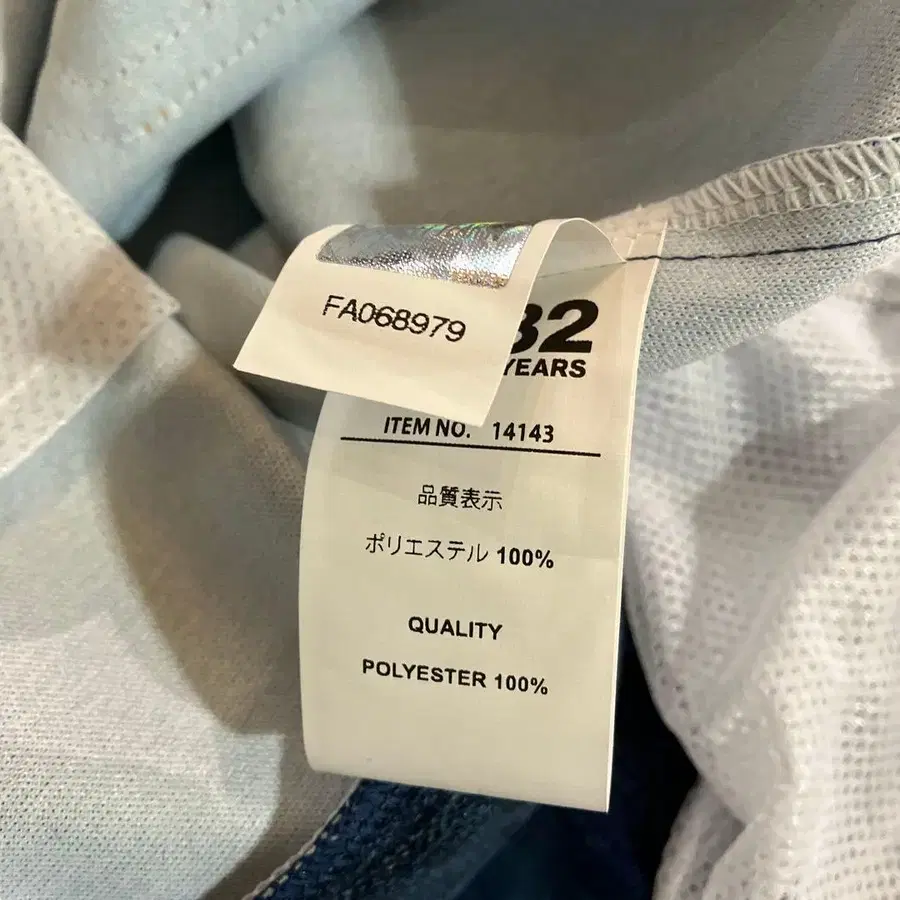 FA068979
32
YEARS
ITEM NO. 14143
品質表示
ポリエステル 100%
QUALITY
POLYESTER 100%